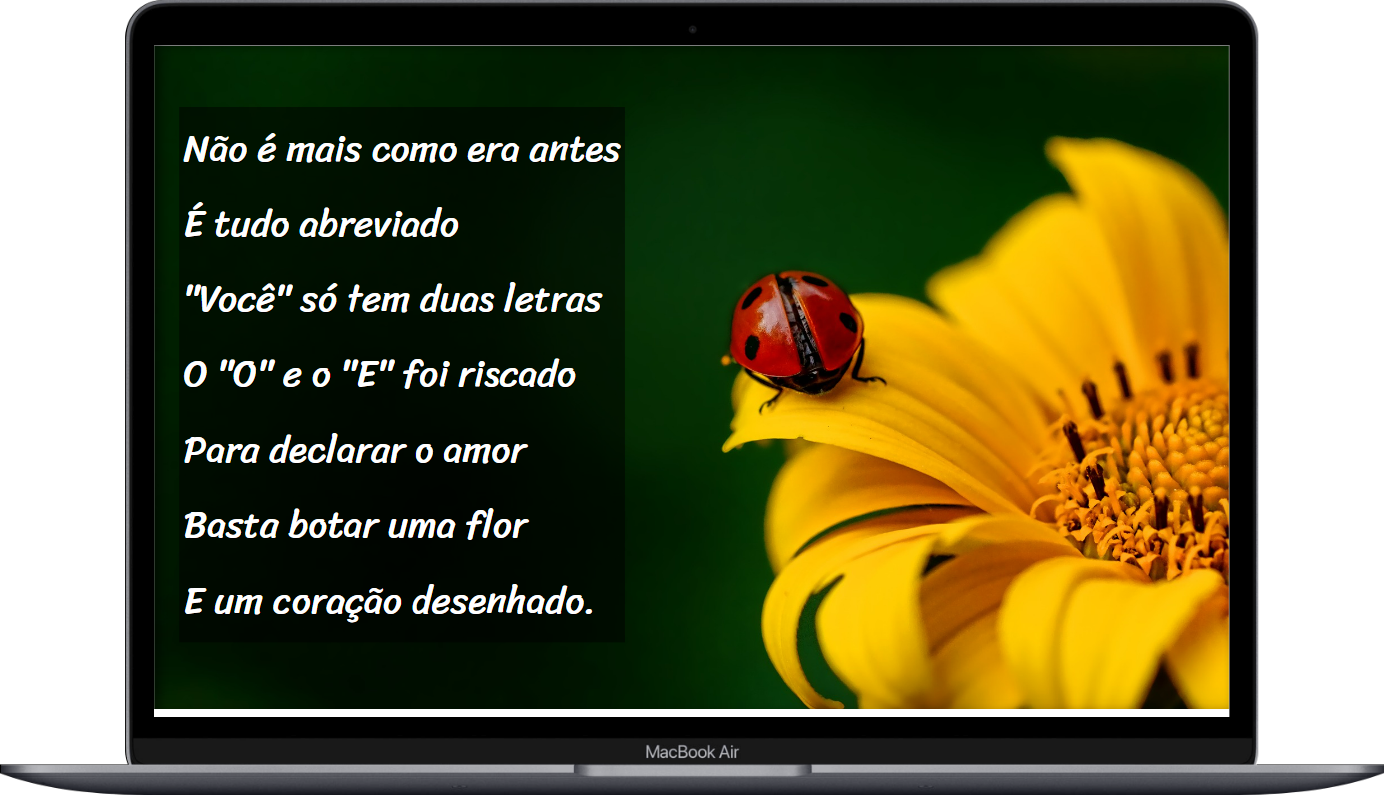 Não é mais como era antes
É tudo abreviado
"Você" só tem duas letras
O "O" e o "E" foi riscado
Para declarar o amor
Basta botar uma flor
E um coração desenhado.
MacBook Air